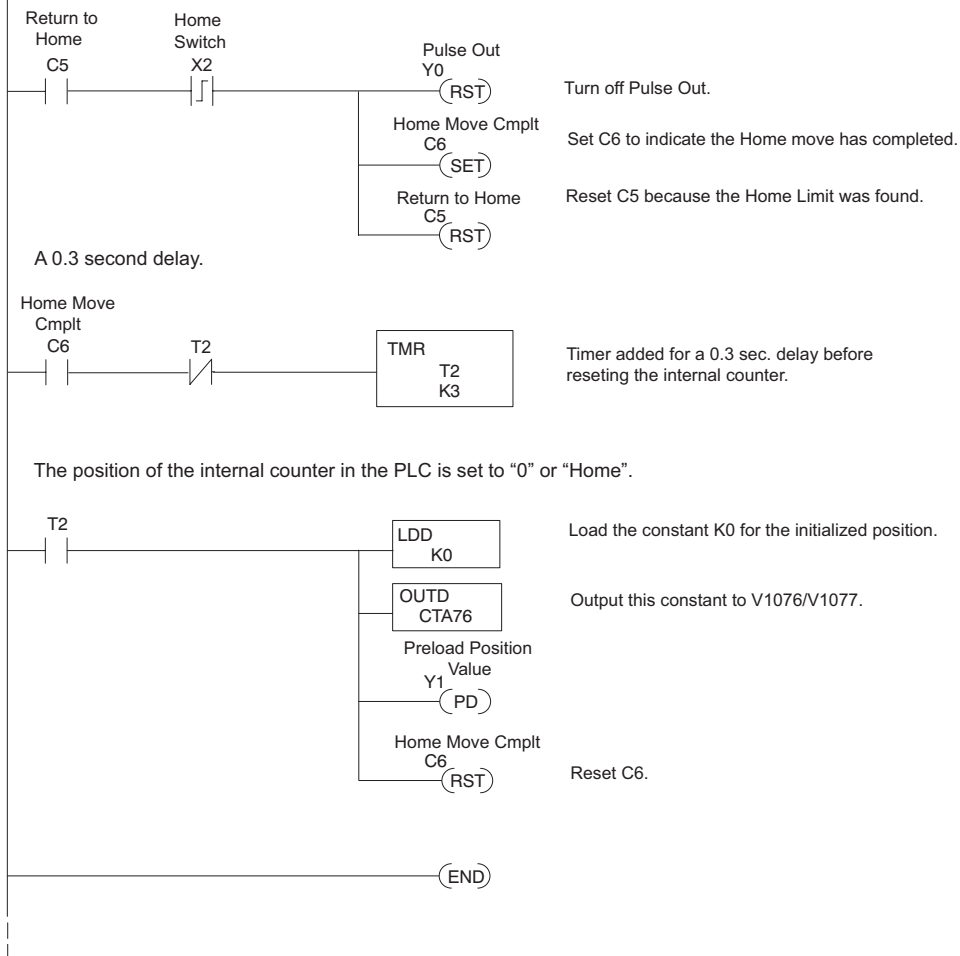 Return to
Home
C5
Home
Switch
X2
Pulse Out
Y0
RST
Turn off Pulse Out.
Home Move Cmplt
C6
SET
Set C6 to indicate the Home move has completed.
Return to Home
C5
RST
Reset C5 because the Home Limit was found.
A 0.3 second delay.
Home Move
Cmplt
C6
T2
TMR
T2
K3
Timer added for a 0.3 sec. delay before
reseting the internal counter.
The position of the internal counter in the PLC is set to “0” or “Home”.
T2
LDD
K0
Load the constant K0 for the initialized position.
OUTD
CTA76
Output this constant to V1076/V1077.
Preload Position
Value
Y1
PD
Home Move Cmplt
C6
RST
Reset C6.
END